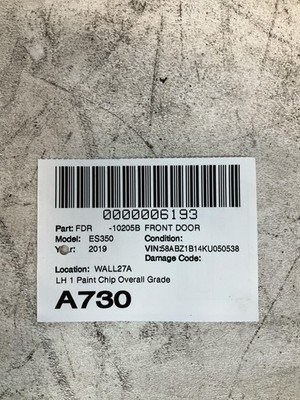 0000006193
Part: FDR -10205B FRONT DOOR
Model: ES350 Condition:
Year: 2019 VIN:58ABZ1B14KU050538
Damage Code:
Location: WALL27A
LH 1 Paint Chip Overall Grade
A730